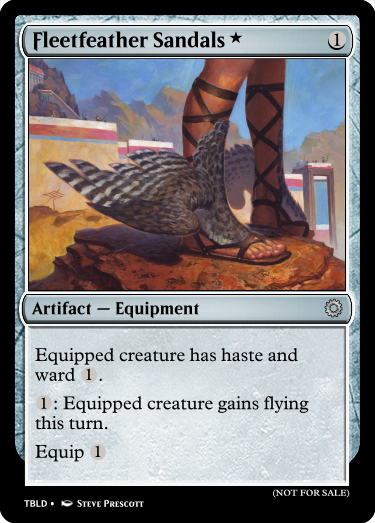 Fleetfeather Sandals★ 1
Artifact — Equipment
Equipped creature has haste and
ward 1.
1: Equipped creature gains flying
this turn.
Equip 1
(NOT FOR SALE)
TBLD • Steve Prescott